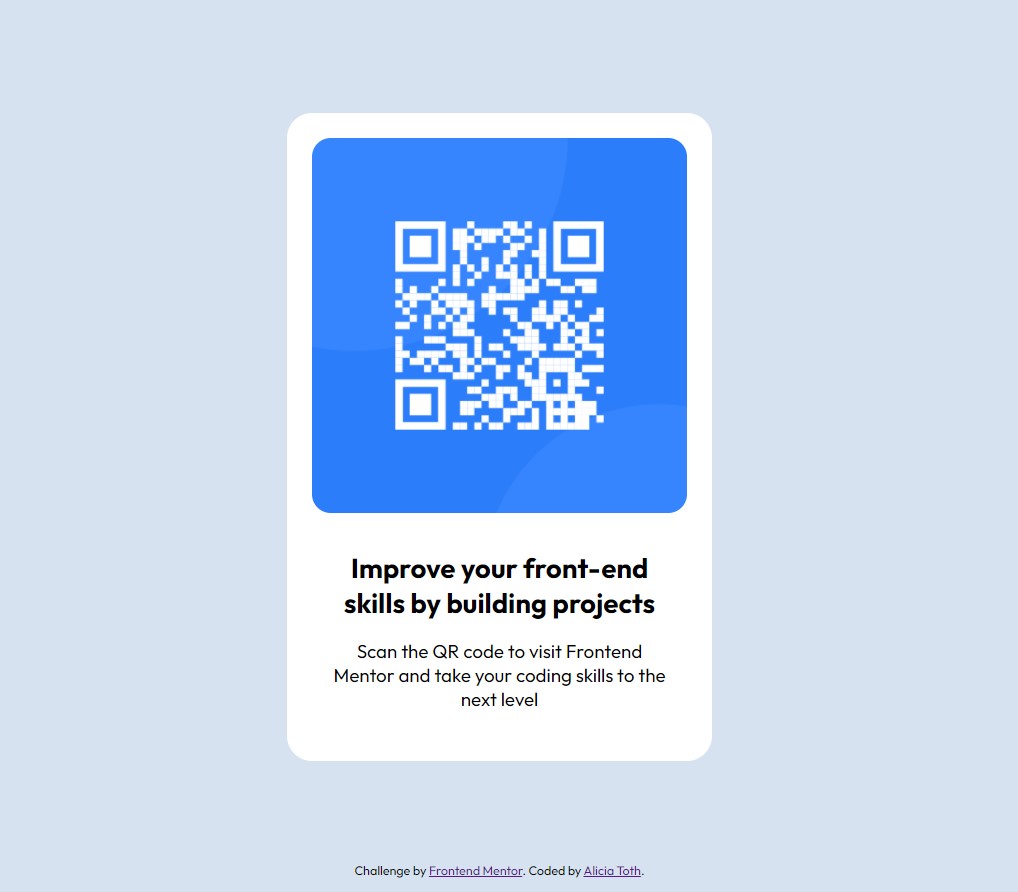 Improve your front-end
skills by building projects
Scan the QR code to visit Frontend
Mentor and take your coding skills to the
next level
Challenge by Frontend Mentor. Coded by Alicia Toth.